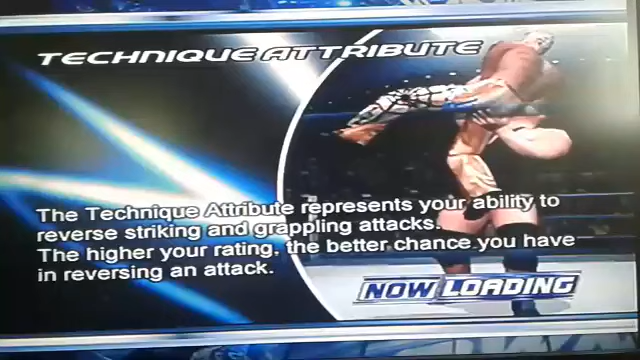 TECHNIQUE ATTRIBUTE
The Technique Attribute represents your ability to
reverse striking and grappling attacks.
The higher your rating, the better chance you have
in reversing an attack.
NOW LOADING